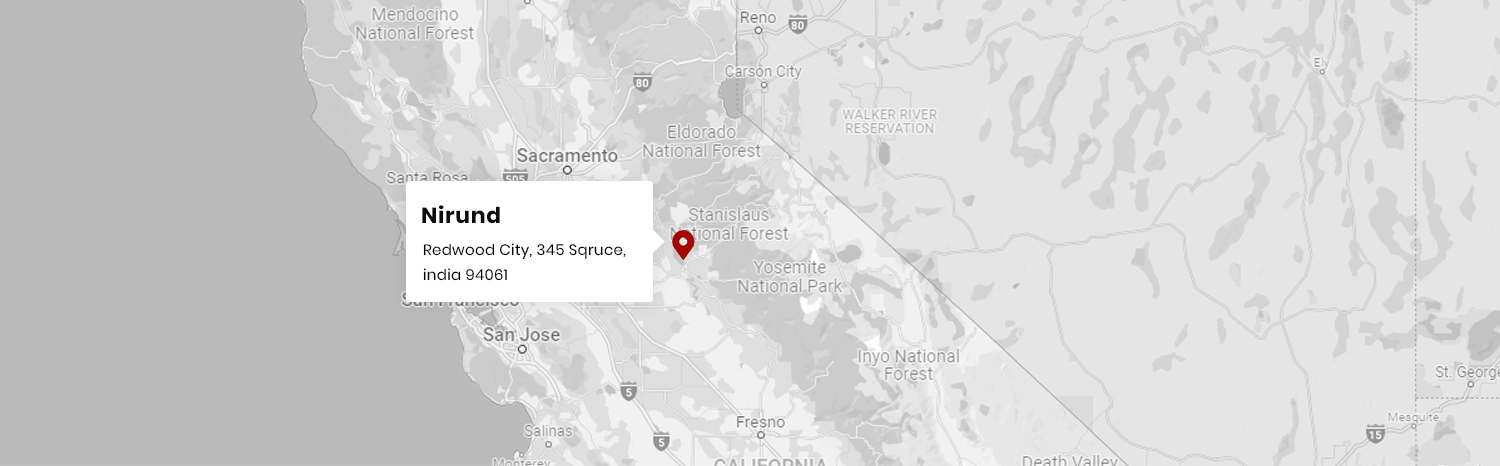 Mendocino
National Forest
Reno
80
Carson City
80
Ely
WALKER RIVER
RESERVATION
Eldorado
National Forest
Sacramento
Santa Rosa
505
Nirund
Redwood City, 345 Sqruce,
india 94061
Stanislaus
National Forest
Yosemite
National Park
San Francisco
San Jose
Inyo National
Forest
5
St. George
Mesquite
Fresno
Salinas
5
15
Monterey
CALIFORNIA
Death Valley